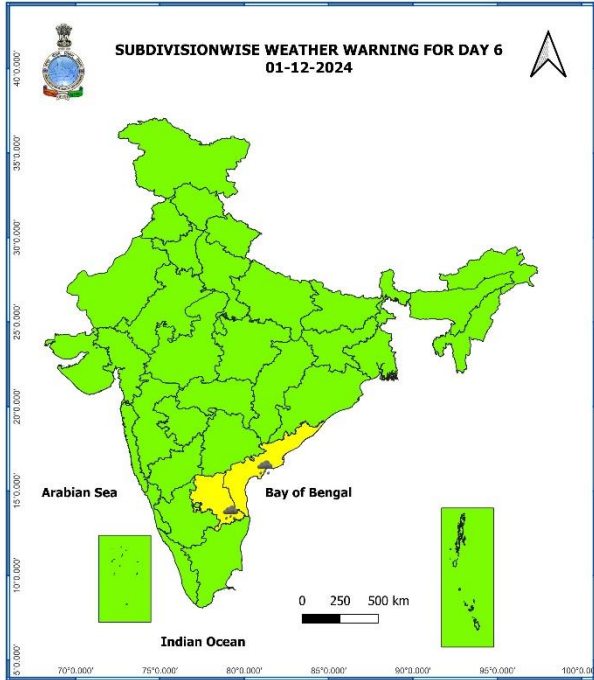 SUBDIVISIONWISE WEATHER WARNING FOR DAY 6
01-12-2024
40°0.000'
35°0.000'
30°0.000'
25°0.000'
20°0.000'
15°0.000'
10°0.000'
5°0.000'
Arabian Sea
Bay of Bengal
0 250 500 km
Indian Ocean
70°0.000' 75°0.000' 80°0.000' 85°0.000' 90°0.000' 95°0.000' 100°0.0